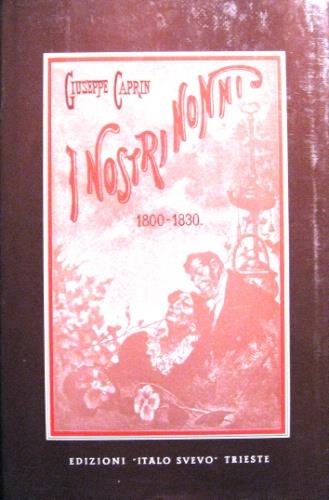 GIUSEPPE CAPRIN
I NOSTRI NONNI
1800-1830.
EDIZIONI "ITALO SVEVO" TRIESTE